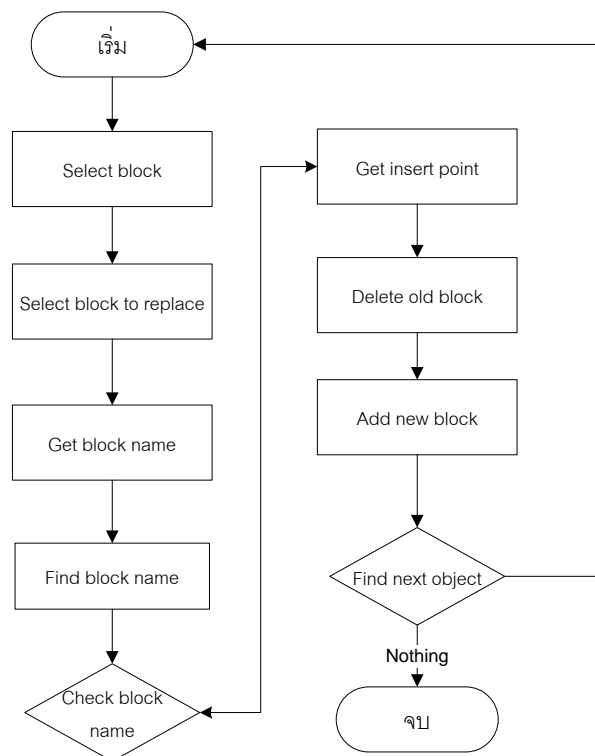 เริ่ม
Select block
Select block to replace
Get block name
Find block name
Check block
name
Get insert point
Delete old block
Add new block
Find next object
Nothing
จบ